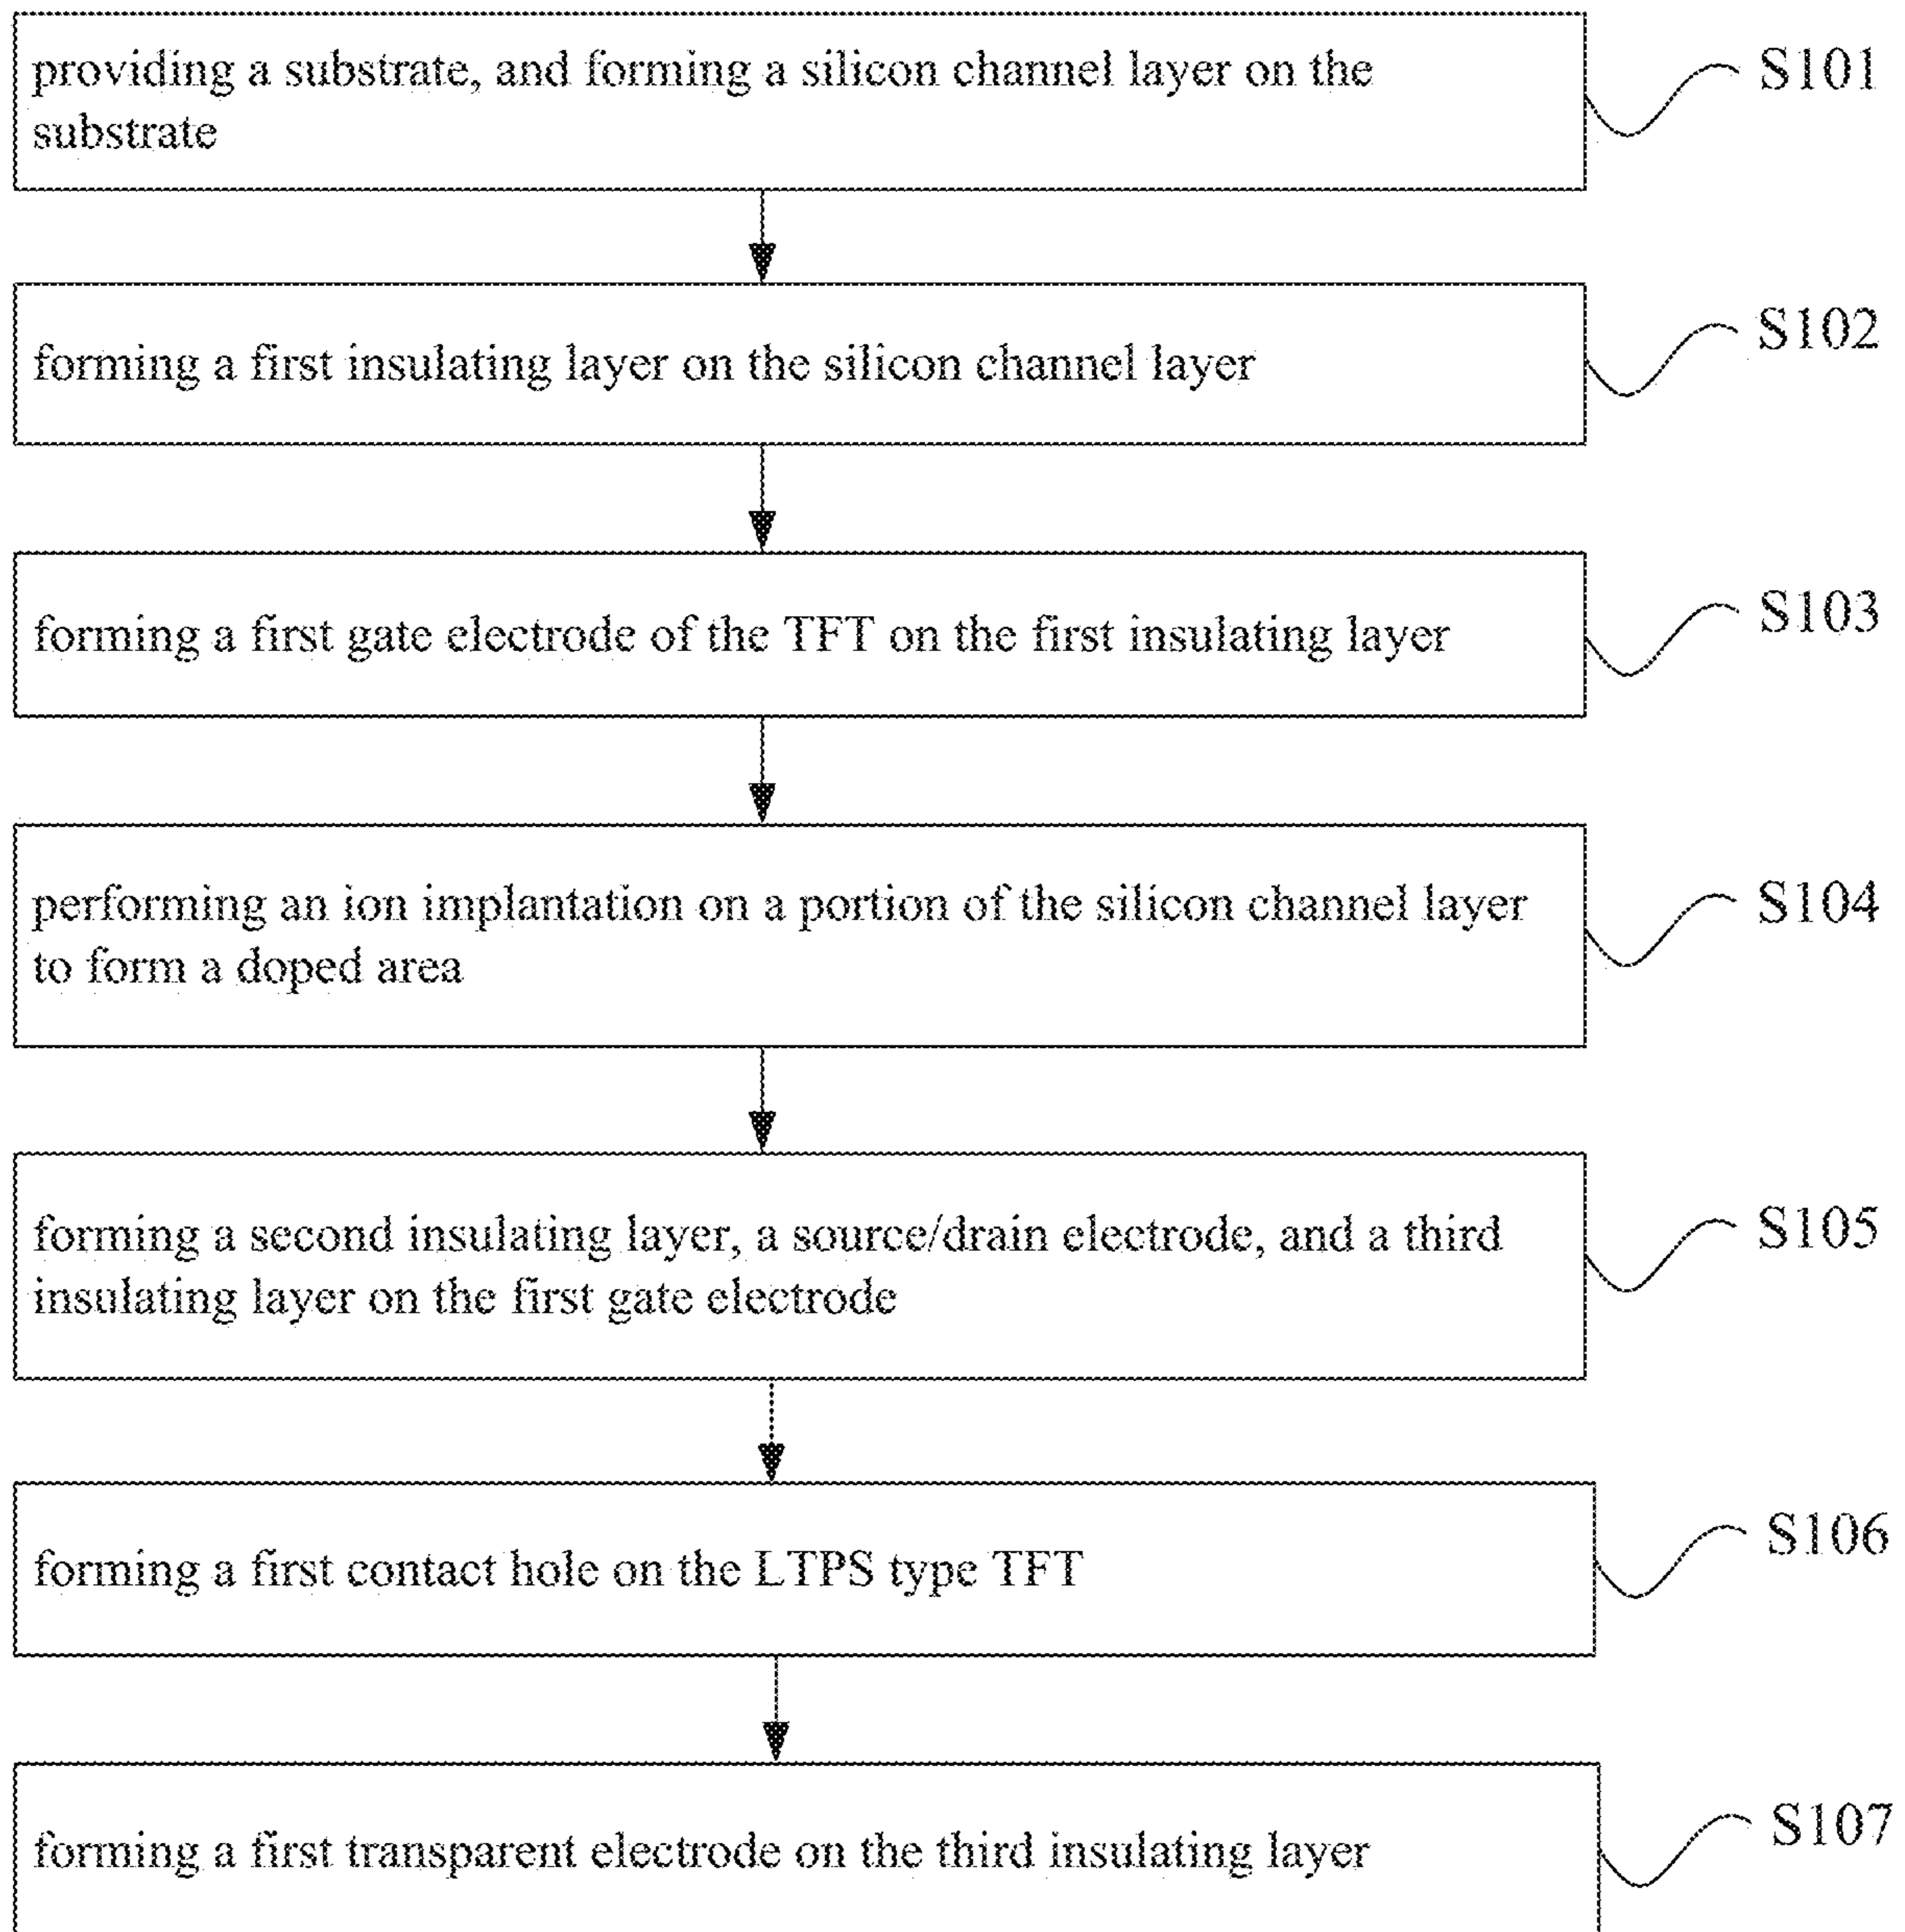 providing a substrate, and forming a silicon channel layer on the
substrate
S101
forming a first insulating layer on the silicon channel layer
S102
forming a first gate electrode of the TFT on the first insulating layer
S103
performing an ion implantation on a portion of the silicon channel layer
to form a doped area
S104
forming a second insulating layer, a source/drain electrode, and a third
insulating layer on the first gate electrode
S105
forming a first contact hole on the LTPS type TFT
S106
forming a first transparent electrode on the third insulating layer
S107